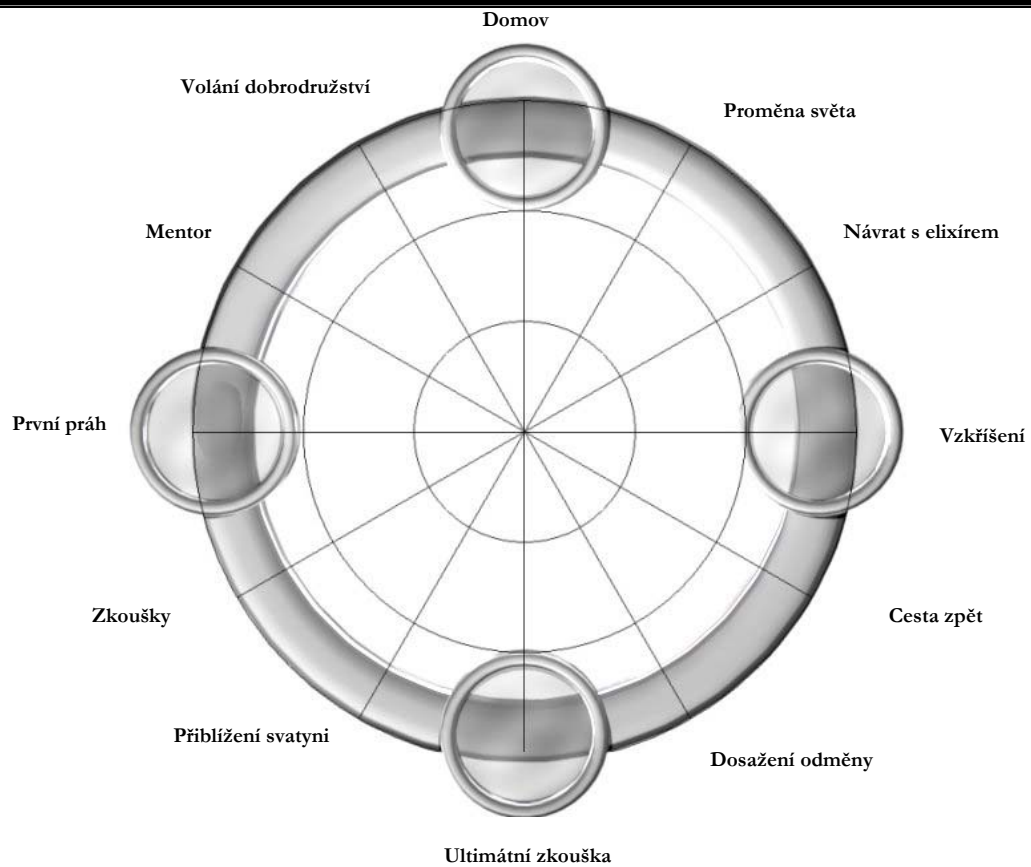 Domov
Volání dobrodružství
Proměna světa
Mentor
Návrat s elixírem
První práh
Vzkříšení
Zkoušky
Cesta zpět
Přiblížení svatyni
Dosažení odměny
Ultimátní zkouška